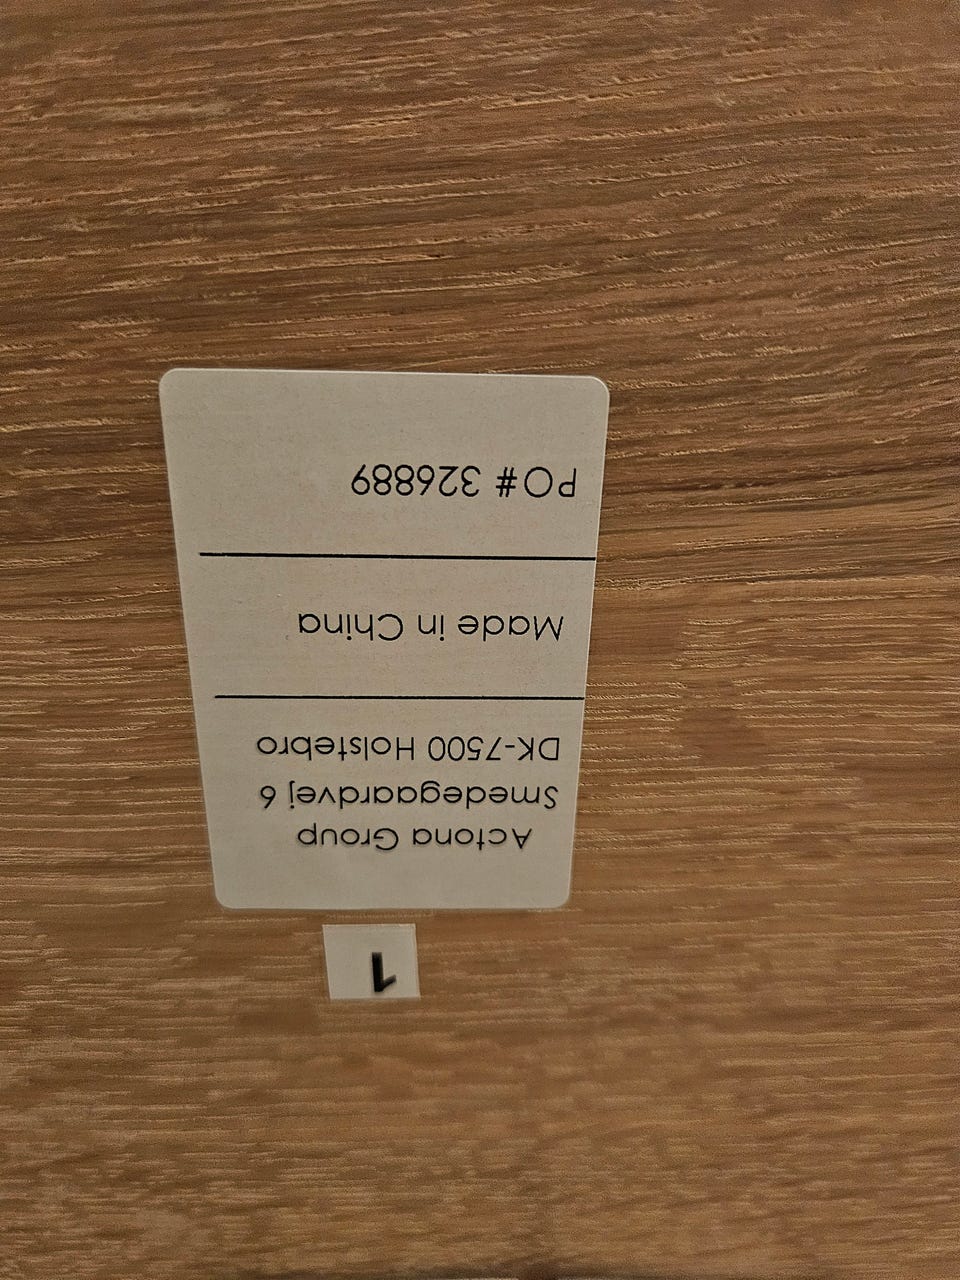 1
Actona Group
Smedegaardvej 6
DK-7500 Holstebro
Made in China
PO# 326889